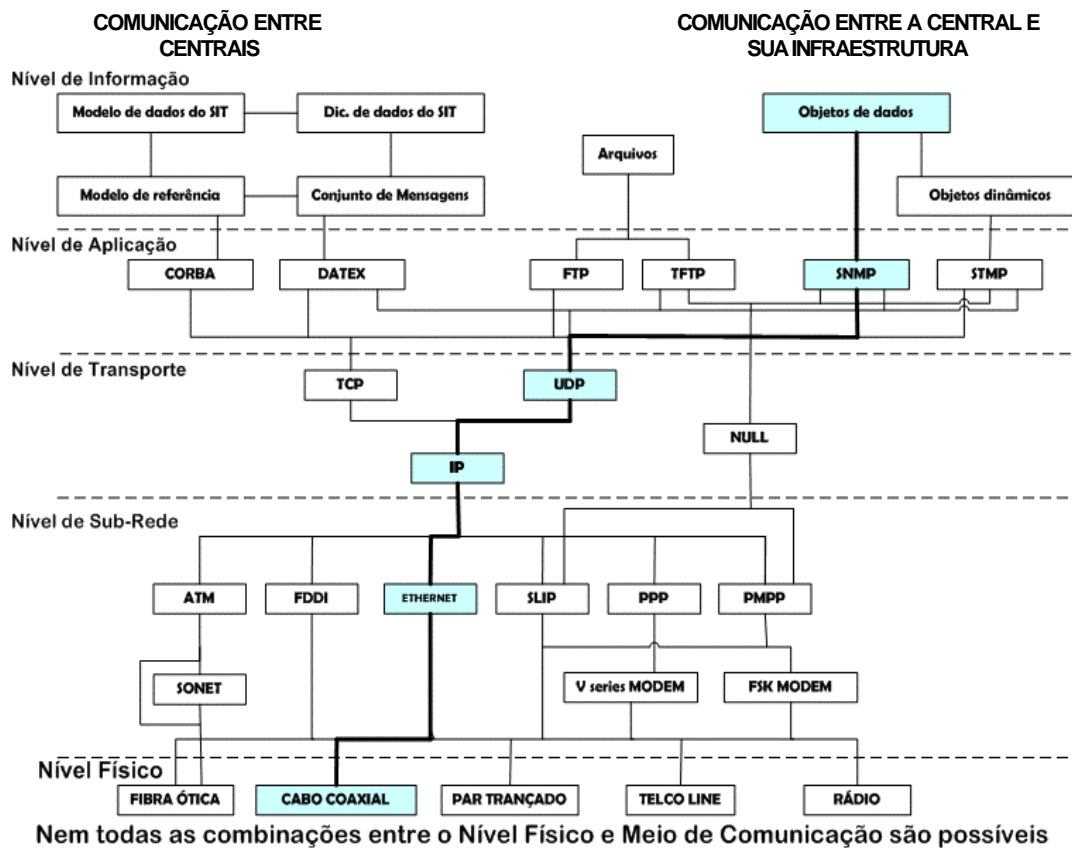 COMUNICAÇÃO ENTRE
CENTRAIS
COMUNICAÇÃO ENTRE A CENTRAL E
SUA INFRAESTRUTURA
Nível de Informação
Modelo de dados do SIT
Dic. de dados do SIT
Objetos de dados
Arquivos
Modelo de referência
Conjunto de Mensagens
Objetos dinâmicos
Nível de Aplicação
CORBA
DATEX
FTP
TFTP
SNMP
STMP
Nível de Transporte
TCP
UDP
NULL
IP
Nível de Sub-Rede
ATM
FDDI
ETHERNET
SLIP
PPP
PMPP
SONET
V series MODEM
FSK MODEM
Nível Físico
FIBRA ÓTICA
CABO COAXIAL
PAR TRANÇADO
TELCO LINE
RÁDIO
Nem todas as combinações entre o Nível Físico e Meio de Comunicação são possíveis